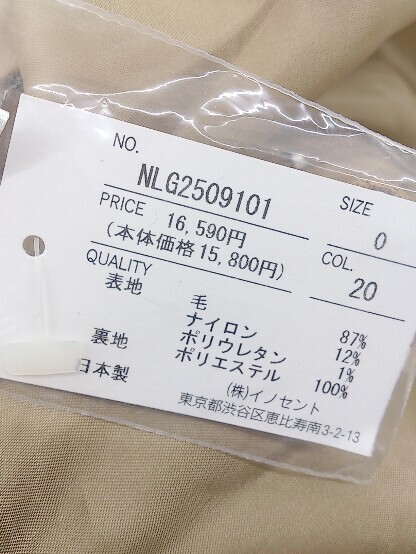 NO.
NLG2509101
SIZE
0
PRICE 16,590円
(本体価格15,800円)
COL.
20
QUALITY
表地 毛 87%
ナイロン 12%
ポリウレタン 1%
裏地 ポリエステル 100%
日本製
(株)イノセント
東京都渋谷区恵比寿南3-2-13